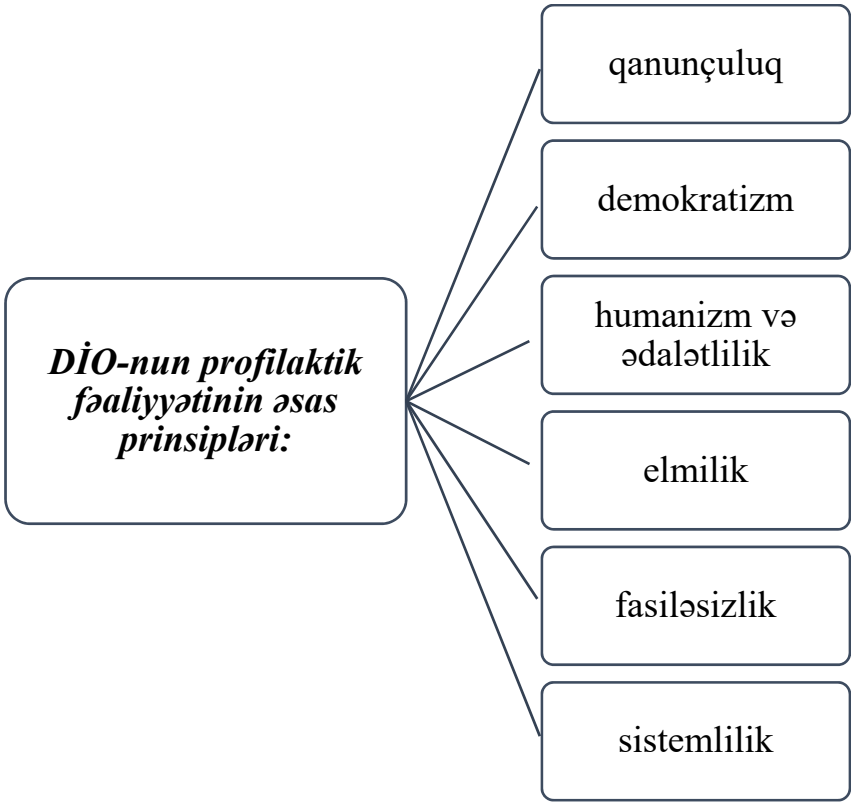 DİO-nun profilaktik
fəaliyyətinin əsas
prinsipləri:
qanunçuluq
demokratizm
humanizm və
ədalətlilik
elmilik
fasiləsizlik
sistemlilik